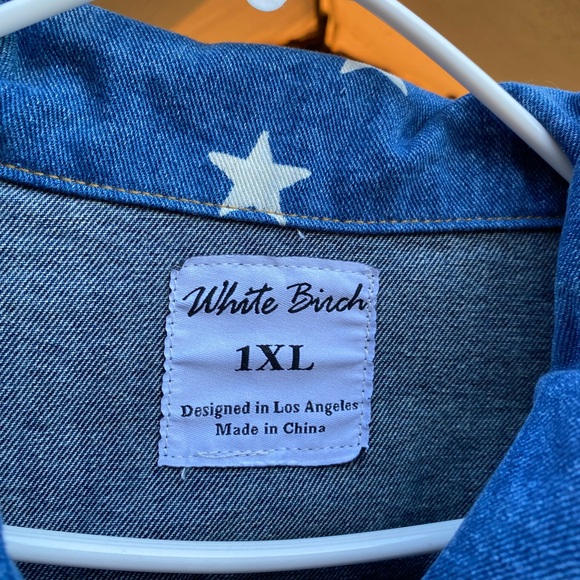 White Birch
1XL
Designed in Los Angeles
Made in China